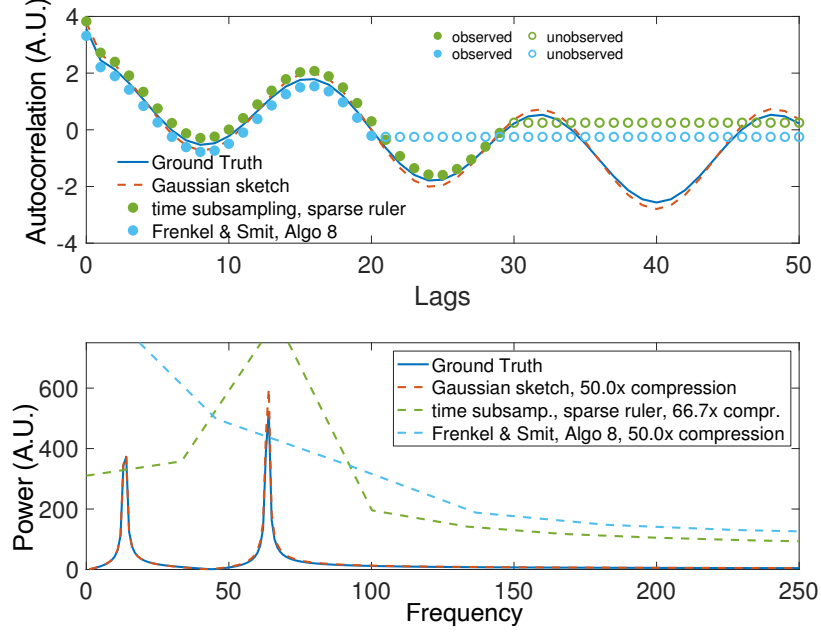 Autocorrelation (A.U.)
4
2
0
-2
-4
observed
unobserved
observed
unobserved
Ground Truth
Gaussian sketch
time subsampling, sparse ruler
Frenkel & Smit, Algo 8
0
10
20
30
40
50
Lags
Power (A.U.)
600
400
200
0
Ground Truth
Gaussian sketch, 50.0x compression
time subsamp., sparse ruler, 66.7x compr.
Frenkel & Smit, Algo 8, 50.0x compression
0
50
100
150
200
250
Frequency